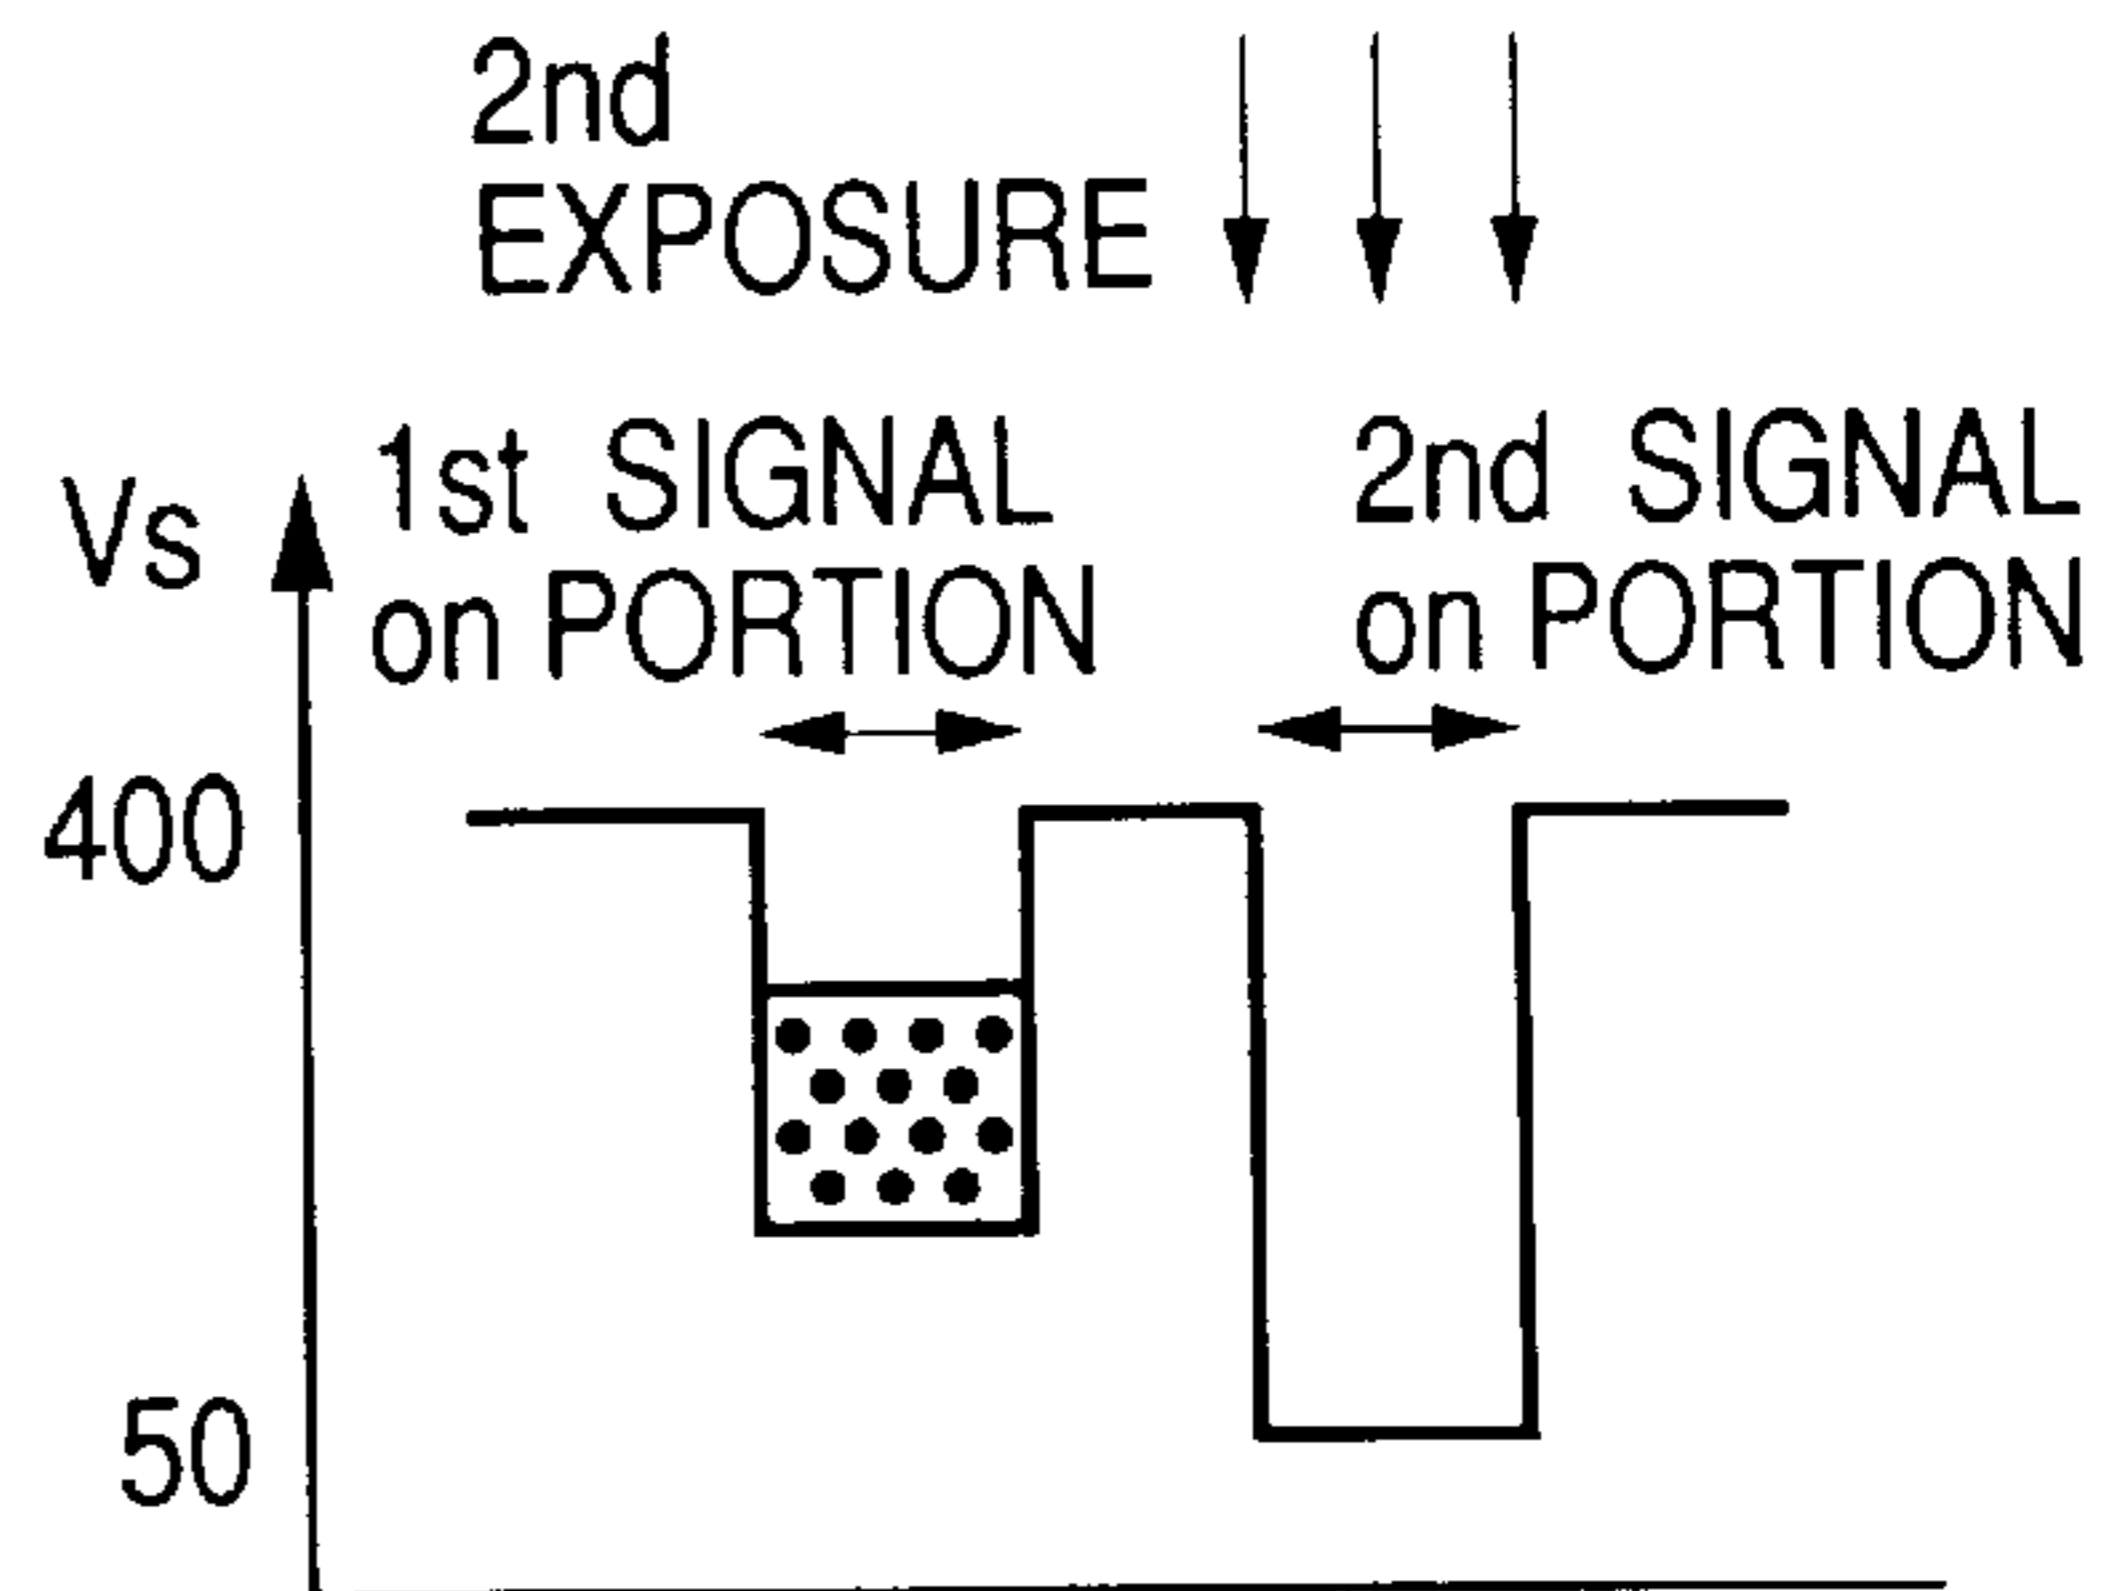 2nd
EXPOSURE
1st SIGNAL
on PORTION
2nd SIGNAL
on PORTION
Vs
400
50